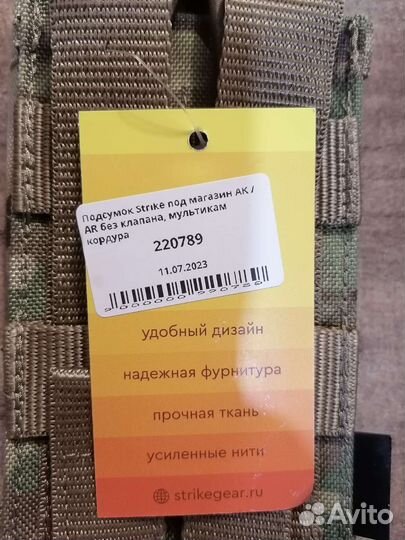 Подсумок Strike под магазин АК /
AR без клапана, мультикам
кордура
220789
11.07.2023
удобный дизайн
надежная фурнитура
прочная ткань
усиленные нити
strikegear.ru
Avito